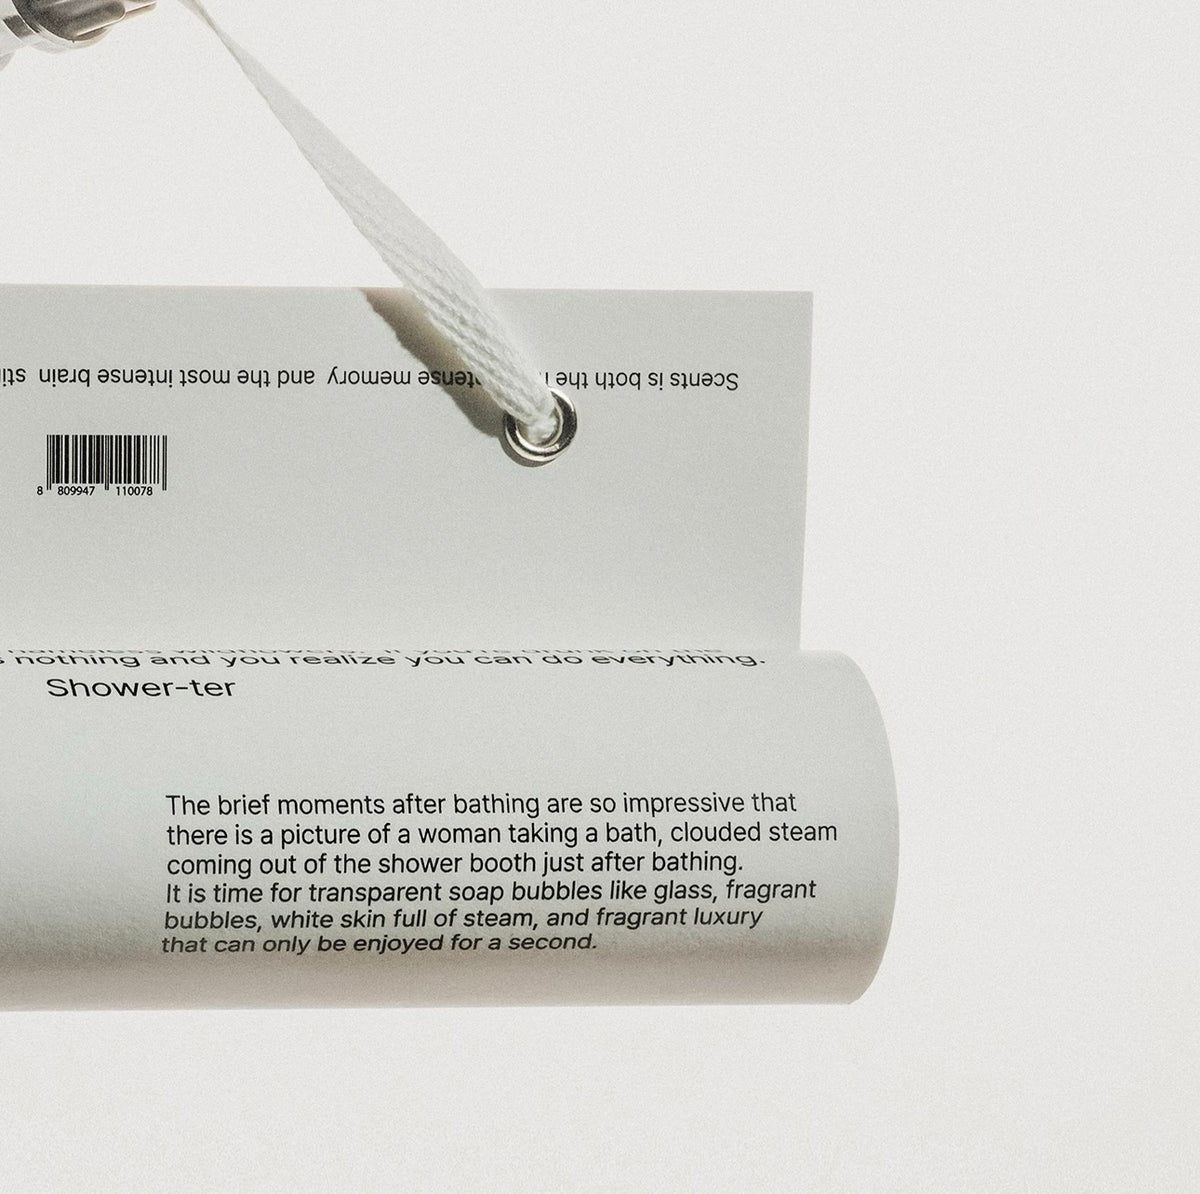 Scents is both the intense memory and the most intense brain
8 809947 110078
nothing and you realize you can do everything.
Shower-ter
The brief moments after bathing are so impressive that
there is a picture of a woman taking a bath, clouded steam
coming out of the shower booth just after bathing.
It is time for transparent soap bubbles like glass, fragrant
bubbles, white skin full of steam, and fragrant luxury
that can only be enjoyed for a second.